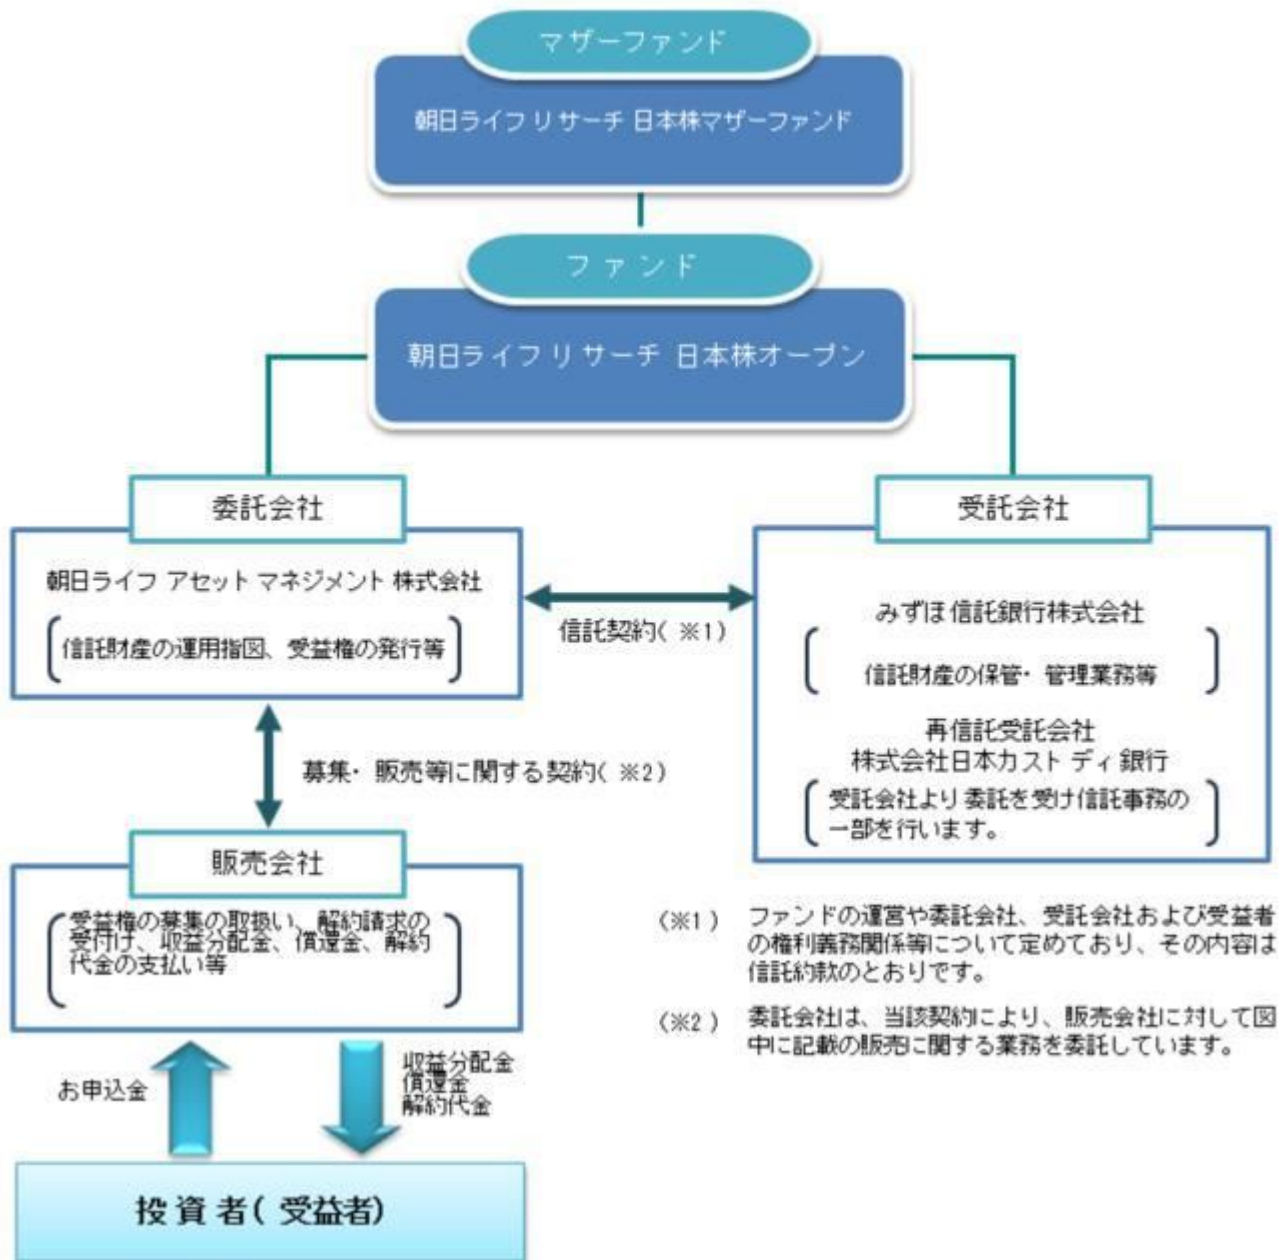 マザーファンド
朝日ライフ リサーチ 日本株マザーファンド
ファンド
朝日ライフ リサーチ 日本株オープン
委託会社
朝日ライフ アセット マネジメント 株式会社
信託財産の運用指図、受益権の発行等
信託契約( ※1)
受託会社
みずほ信託銀行株式会社
信託財産の保管・管理業務等
再信託受託会社
株式会社日本カストディ銀行
受託会社より委託を受け信託事務の
一部を行います。
募集・販売等に関する契約( ※2)
販売会社
受益権の募集の取扱い、解約請求の
受付け、収益分配金、償還金、解約
代金の支払い等
(※1) ファンドの運営や委託会社、受託会社および受益者
の権利義務関係等について定めており、その内容は
信託約款のとおりです。
(※2) 委託会社は、当該契約により、販売会社に対して図
中に記載の販売に関する業務を委託しています。
お申込金
収益分配金
償還金
解約代金
投資者( 受益者)